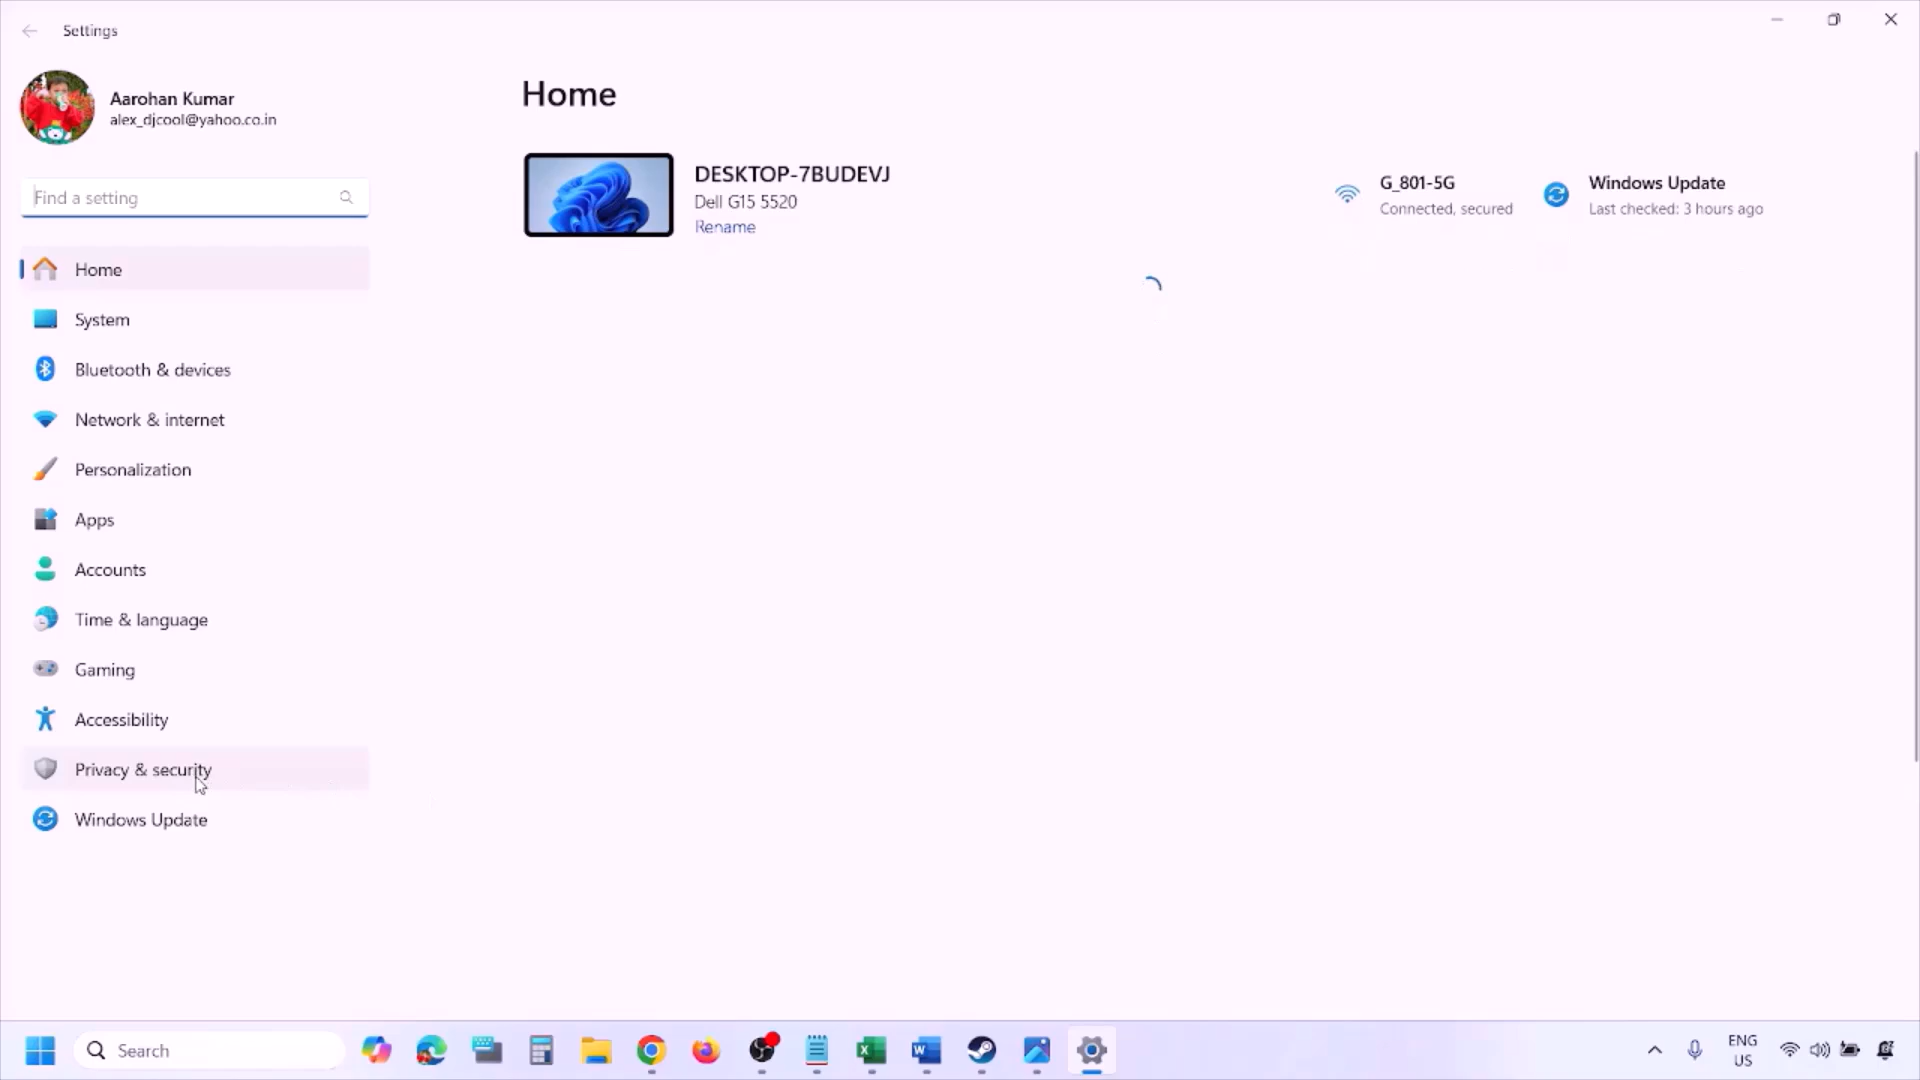 Settings
Aarohan Kumar
alex_djcool@yahoo.co.in
Find a setting
Home
System
Bluetooth & devices
Network & internet
Personalization
Apps
Accounts
Time & language
Gaming
Accessibility
Privacy & security
Windows Update
Home
DESKTOP-7BUDEVJ
Dell G15 5520
Rename
G_801-5G
Connected, secured
Windows Update
Last checked: 3 hours ago
Search
ENG
US